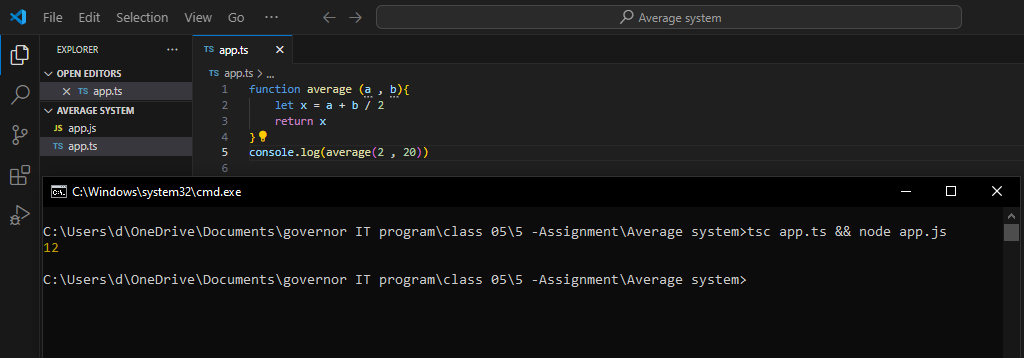 File Edit Selection View Go ··· Average system
EXPLORER ···
TS app.ts
OPEN EDITORS
TS app.ts
AVERAGE SYSTEM
JS app.js
TS app.ts
TS app.ts > ...
1 function average (a , b){
2 let x = a + b / 2
3 return x
4 }
5 console.log(average(2 , 20))
6
C:\Windows\system32\cmd.exe
C:\Users\d\OneDrive\Documents\governor IT program\class 05\5 -Assignment\Average system>tsc app.ts && node app.js
12
C:\Users\d\OneDrive\Documents\governor IT program\class 05\5 -Assignment\Average system>